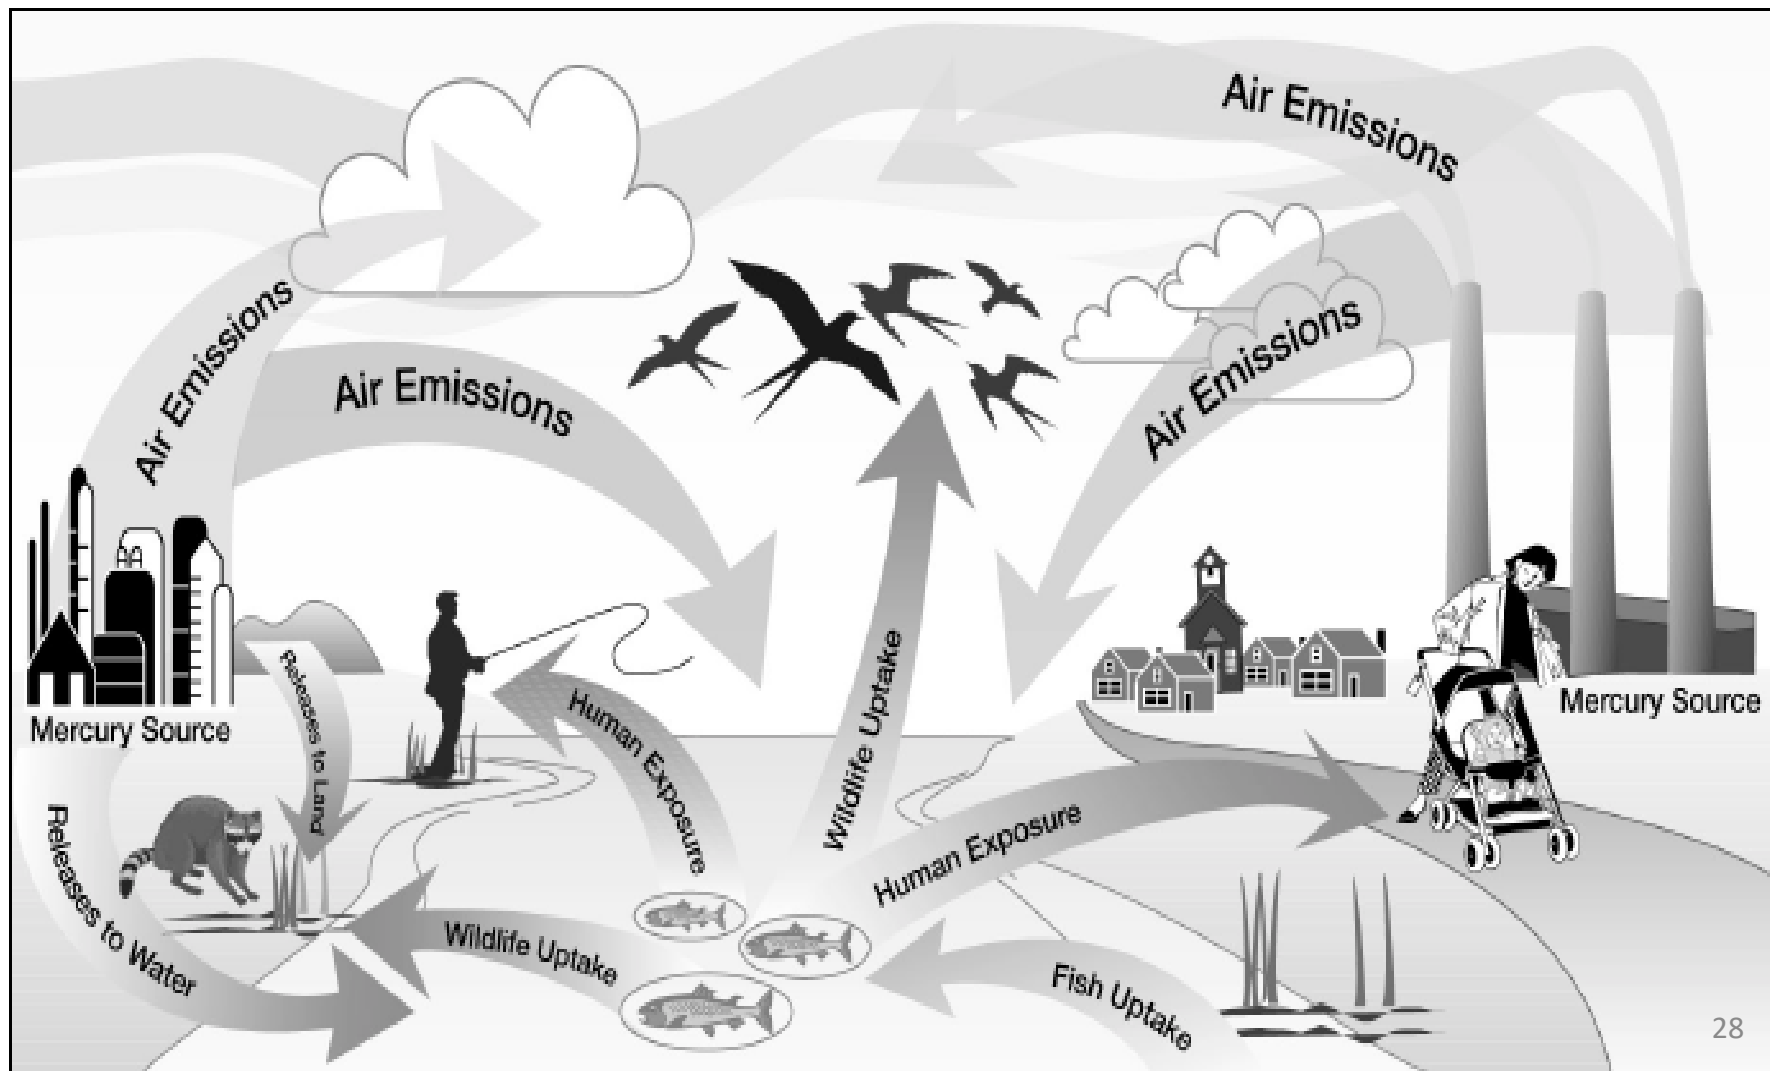 Air Emissions
Air Emissions
Air Emissions
Air Emissions
Mercury Source
Mercury Source
Releases to Land
Human Exposure
Wildlife Uptake
Human Exposure
Releases to Water
Wildlife Uptake
Fish Uptake
28